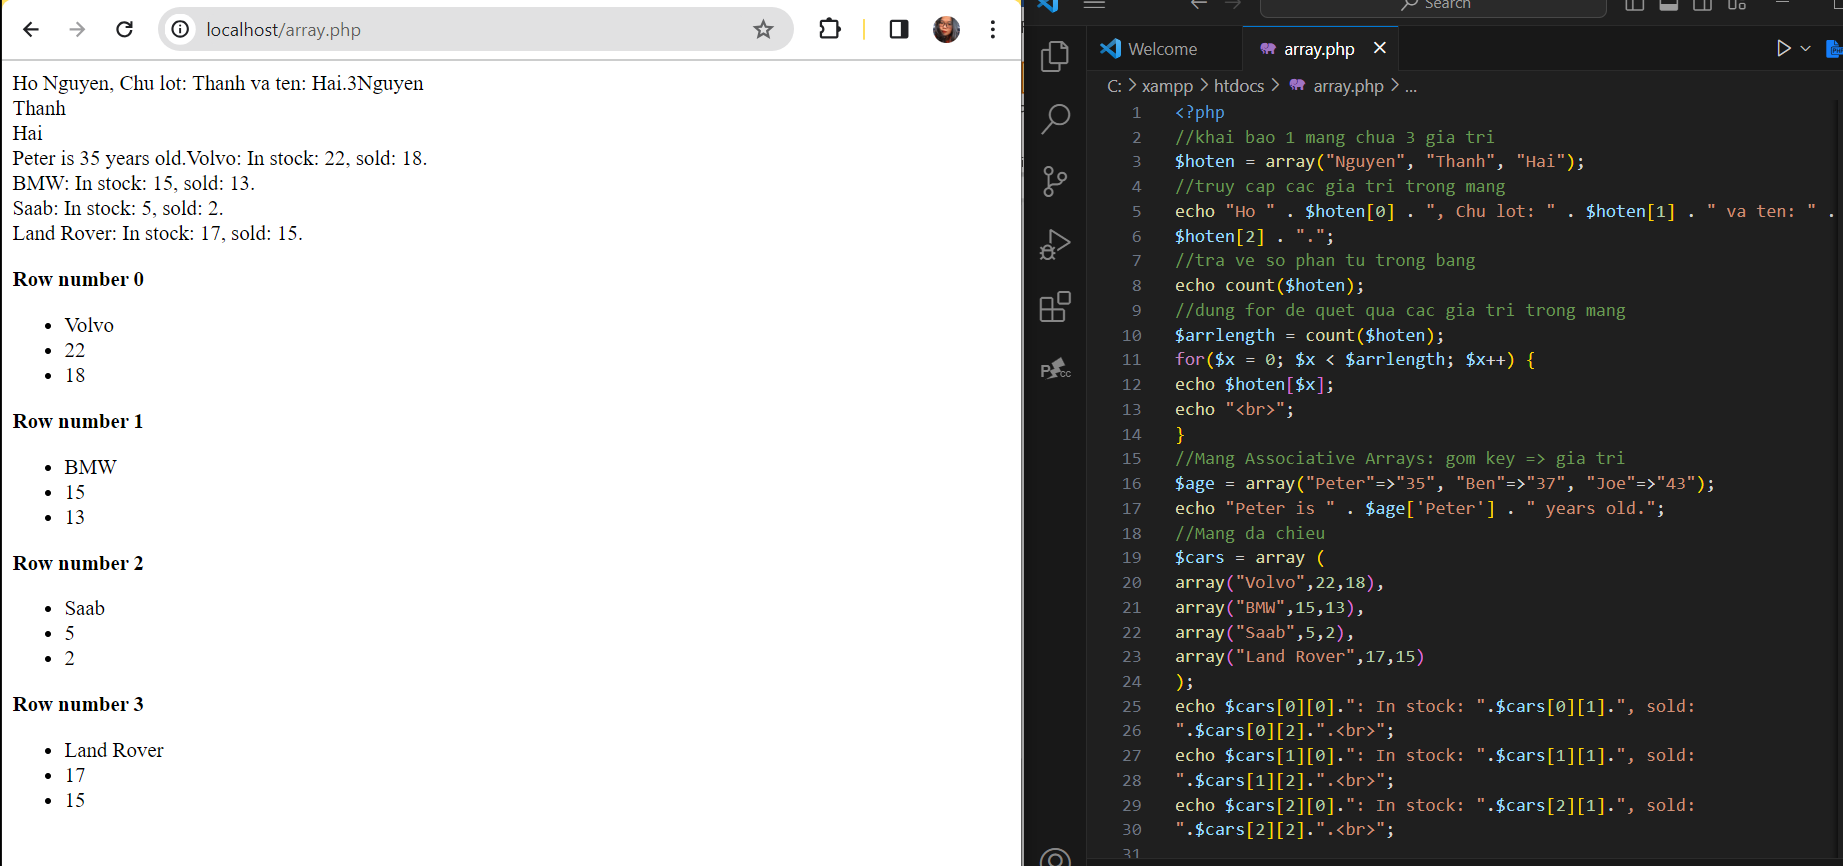 localhost/array.php
Ho Nguyen, Chu lot: Thanh va ten: Hai.3Nguyen
Thanh
Hai
Peter is 35 years old.Volvo: In stock: 22, sold: 18.
BMW: In stock: 15, sold: 13.
Saab: In stock: 5, sold: 2.
Land Rover: In stock: 17, sold: 15.
Row number 0
• Volvo
• 22
• 18
Row number 1
• BMW
• 15
• 13
Row number 2
• Saab
• 5
• 2
Row number 3
• Land Rover
• 17
• 15
Search
Welcome
array.php
C: > xampp > htdocs > array.php > ...
1 <?php
2 //khai bao 1 mang chua 3 gia tri
3 $hoten = array("Nguyen", "Thanh", "Hai");
4 //truy cap cac gia tri trong mang
5 echo "Ho " . $hoten[0] . ", Chu lot: " . $hoten[1] . " va ten: " .
6 $hoten[2] . ".";
7 //tra ve so phan tu trong bang
8 echo count($hoten);
9 //dung for de quet qua cac gia tri trong mang
10 $arrlength = count($hoten);
11 for($x = 0; $x < $arrlength; $x++) {
12 echo $hoten[$x];
13 echo "<br>";
14 }
15 //Mang Associative Arrays: gom key => gia tri
16 $age = array("Peter"=>"35", "Ben"=>"37", "Joe"=>"43");
17 echo "Peter is " . $age['Peter'] . " years old.";
18 //Mang da chieu
19 $cars = array (
20 array("Volvo",22,18),
21 array("BMW",15,13),
22 array("Saab",5,2),
23 array("Land Rover",17,15)
24 );
25 echo $cars[0][0].": In stock: ".$cars[0][1].", sold:
26 ".$cars[0][2].".<br>";
27 echo $cars[1][0].": In stock: ".$cars[1][1].", sold:
28 ".$cars[1][2].".<br>";
29 echo $cars[2][0].": In stock: ".$cars[2][1].", sold:
30 ".$cars[2][2].".<br>";
31